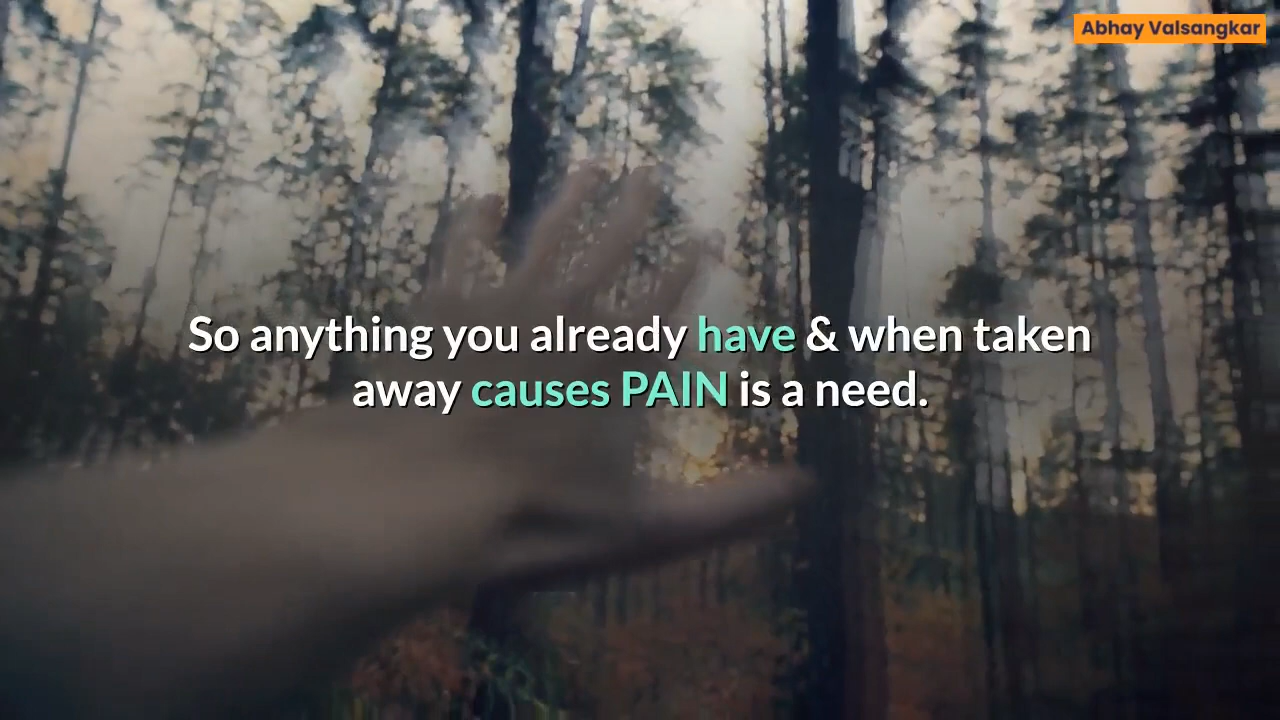 Abhay Valsangkar
So anything you already have & when taken
away causes PAIN is a need.